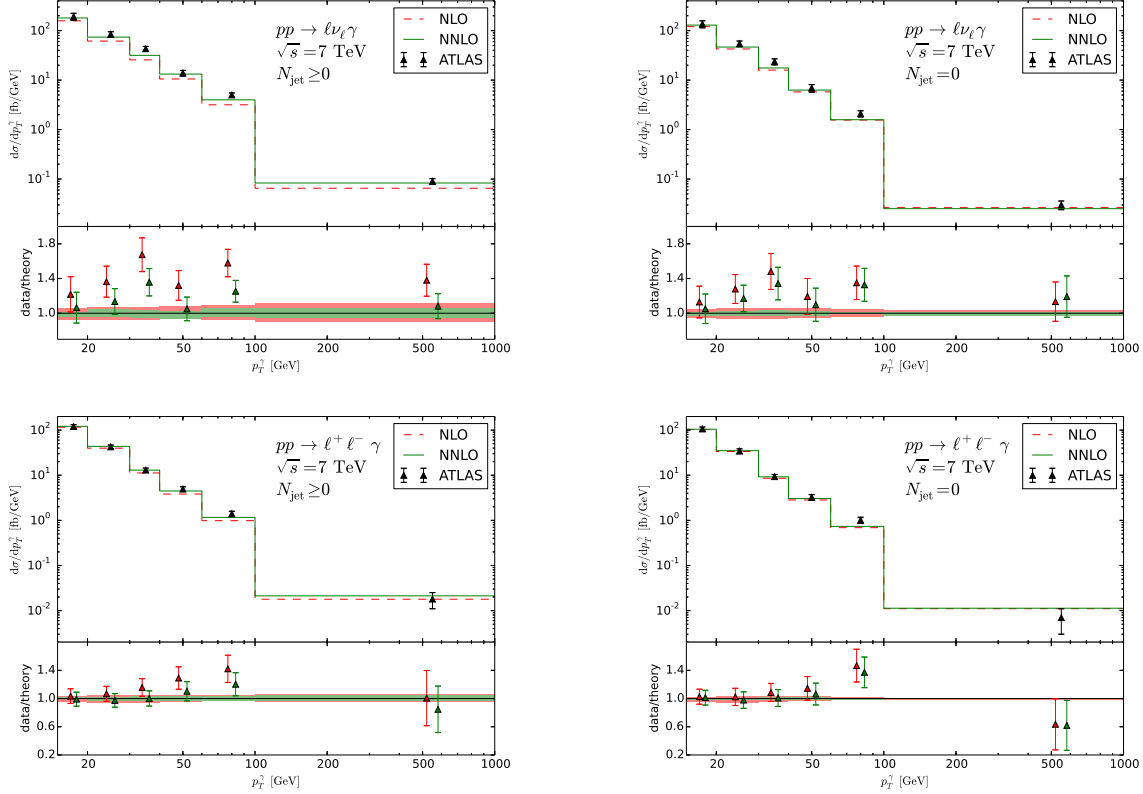 10^2
10^1
10^0
10^{-1}
dσ/dp_T^γ [fb/GeV]
pp → ℓν_ℓ γ
√s = 7 TeV
N_jet ≥0
NLO
NNLO
ATLAS
1.8
1.4
1.0
data/theory
20 50 100 200 500 1000
p_T^γ [GeV]
10^2
10^1
10^0
10^{-1}
dσ/dp_T^γ [fb/GeV]
pp → ℓν_ℓ γ
√s = 7 TeV
N_jet = 0
NLO
NNLO
ATLAS
1.8
1.4
1.0
data/theory
20 50 100 200 500 1000
p_T^γ [GeV]
10^2
10^1
10^0
10^{-1}
10^{-2}
dσ/dp_T^γ [fb/GeV]
pp → ℓ^+ ℓ^- γ
√s = 7 TeV
N_jet ≥0
NLO
NNLO
ATLAS
1.4
1.0
0.6
0.2
data/theory
20 50 100 200 500 1000
p_T^γ [GeV]
10^2
10^1
10^0
10^{-1}
10^{-2}
dσ/dp_T^γ [fb/GeV]
pp → ℓ^+ ℓ^- γ
√s = 7 TeV
N_jet = 0
NLO
NNLO
ATLAS
1.4
1.0
0.6
0.2
data/theory
20 50 100 200 500 1000
p_T^γ [GeV]